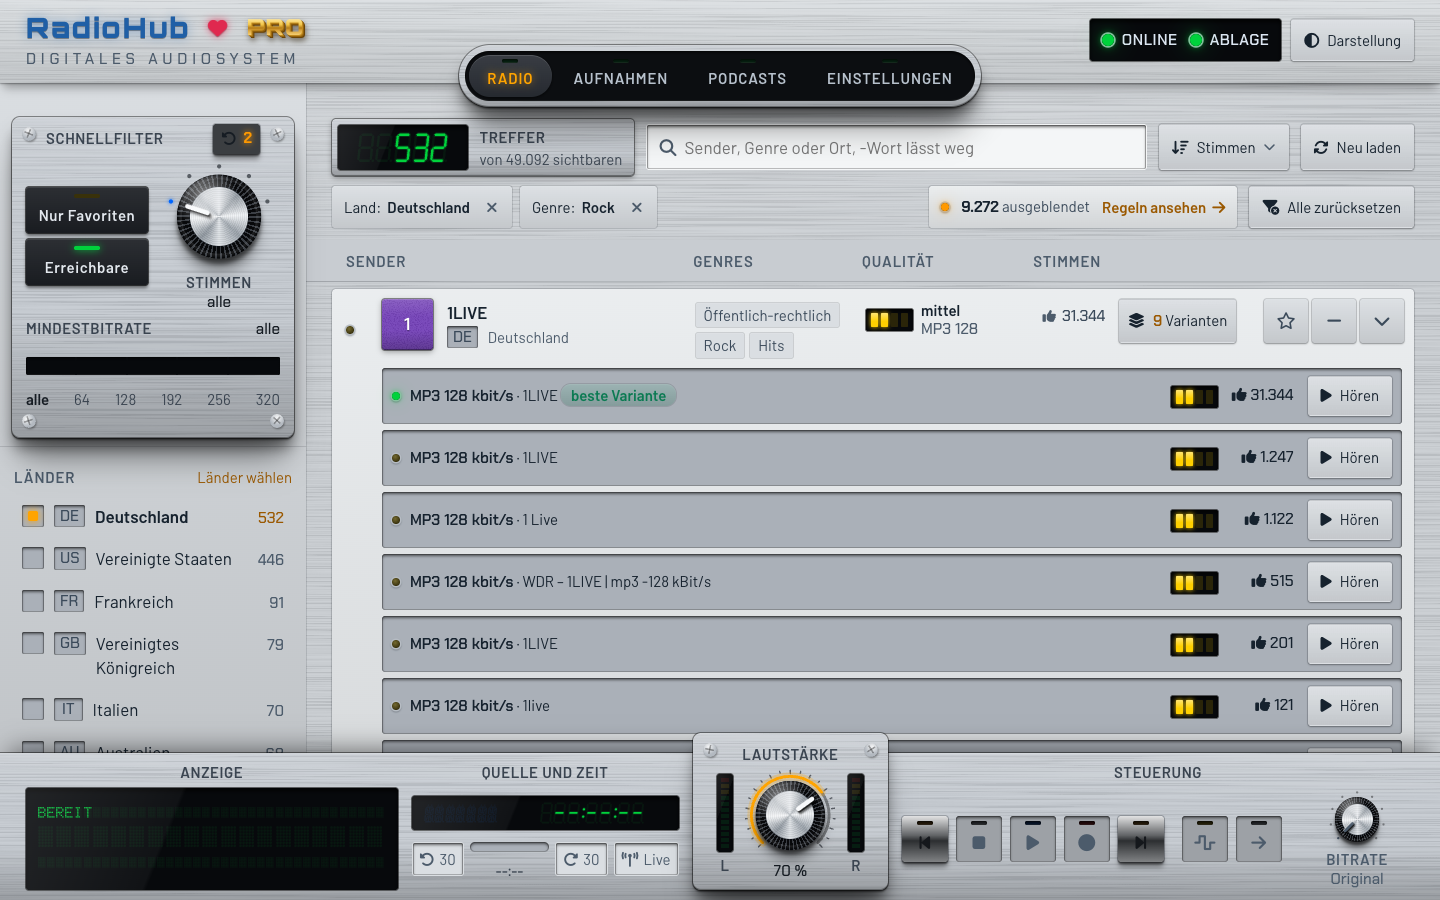 RadioHub PRO
DIGITALES AUDIOSYSTEM
RADIO AUFNAHMEN PODCASTS EINSTELLUNGEN
ONLINE ABLAGE
Darstellung
SCHNELLFILTER 2
Nur Favoriten
Erreichbare
STIMMEN
alle
MINDESTBITRATE alle
alle 64 128 192 256 320
LÄNDER Länder wählen
DE Deutschland 532
US Vereinigte Staaten 446
FR Frankreich 91
GB Vereinigtes Königreich 79
IT Italien 70
532 TREFFER
von 49.092 sichtbaren
Sender, Genre oder Ort, -Wort lässt weg
Stimmen
Neu laden
Land: Deutschland ×
Genre: Rock ×
9.272 ausgeblendet Regeln ansehen →
Alle zurücksetzen
SENDER GENRES QUALITÄT STIMMEN
1 1LIVE
DE Deutschland
Öffentlich-rechtlich
Rock Hits
mittel
MP3 128
31.344
9 Varianten
MP3 128 kbit/s · 1LIVE beste Variante 31.344 Hören
MP3 128 kbit/s · 1LIVE 1.247 Hören
MP3 128 kbit/s · 1 Live 1.122 Hören
MP3 128 kbit/s · WDR – 1LIVE | mp3 -128 kBit/s 515 Hören
MP3 128 kbit/s · 1LIVE 201 Hören
MP3 128 kbit/s · 1live 121 Hören
ANZEIGE
BEREIT
QUELLE UND ZEIT
--:--:--
30 --:-- 30 Live
LAUTSTÄRKE
L 70 % R
STEUERUNG
BITRATE
Original